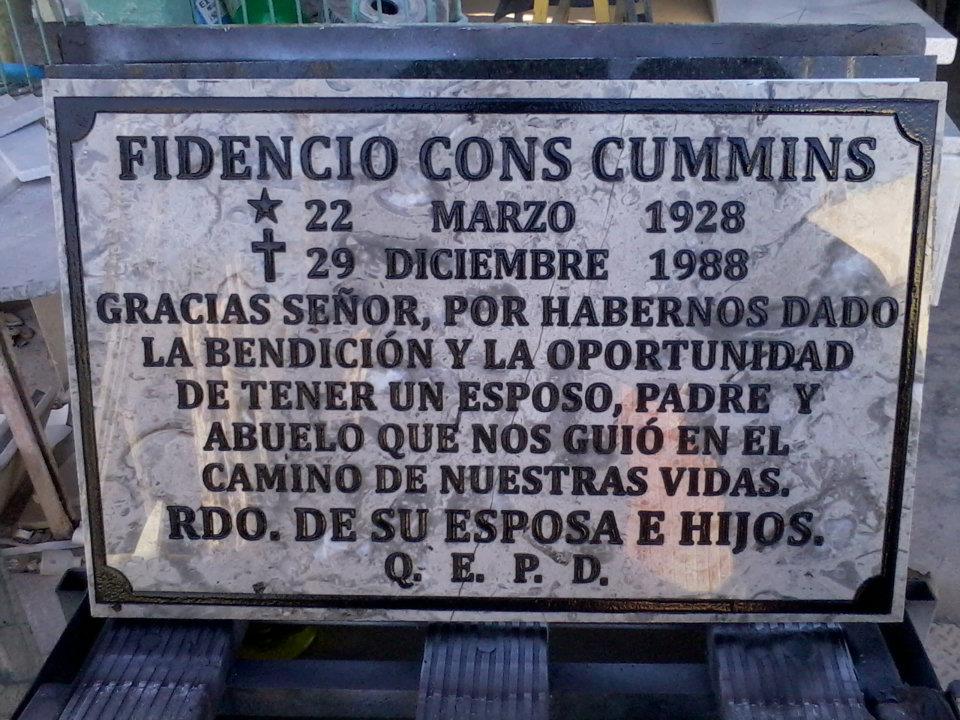 FIDENCIO CONS CUMMINS
★ 22 MARZO 1928
✝ 29 DICIEMBRE 1988
GRACIAS SEÑOR, POR HABERNOS DADO
LA BENDICIÓN Y LA OPORTUNIDAD
DE TENER UN ESPOSO, PADRE Y
ABUELO QUE NOS GUIÓ EN EL
CAMINO DE NUESTRAS VIDAS.
RDO. DE SU ESPOSA E HIJOS.
Q. E. P. D.